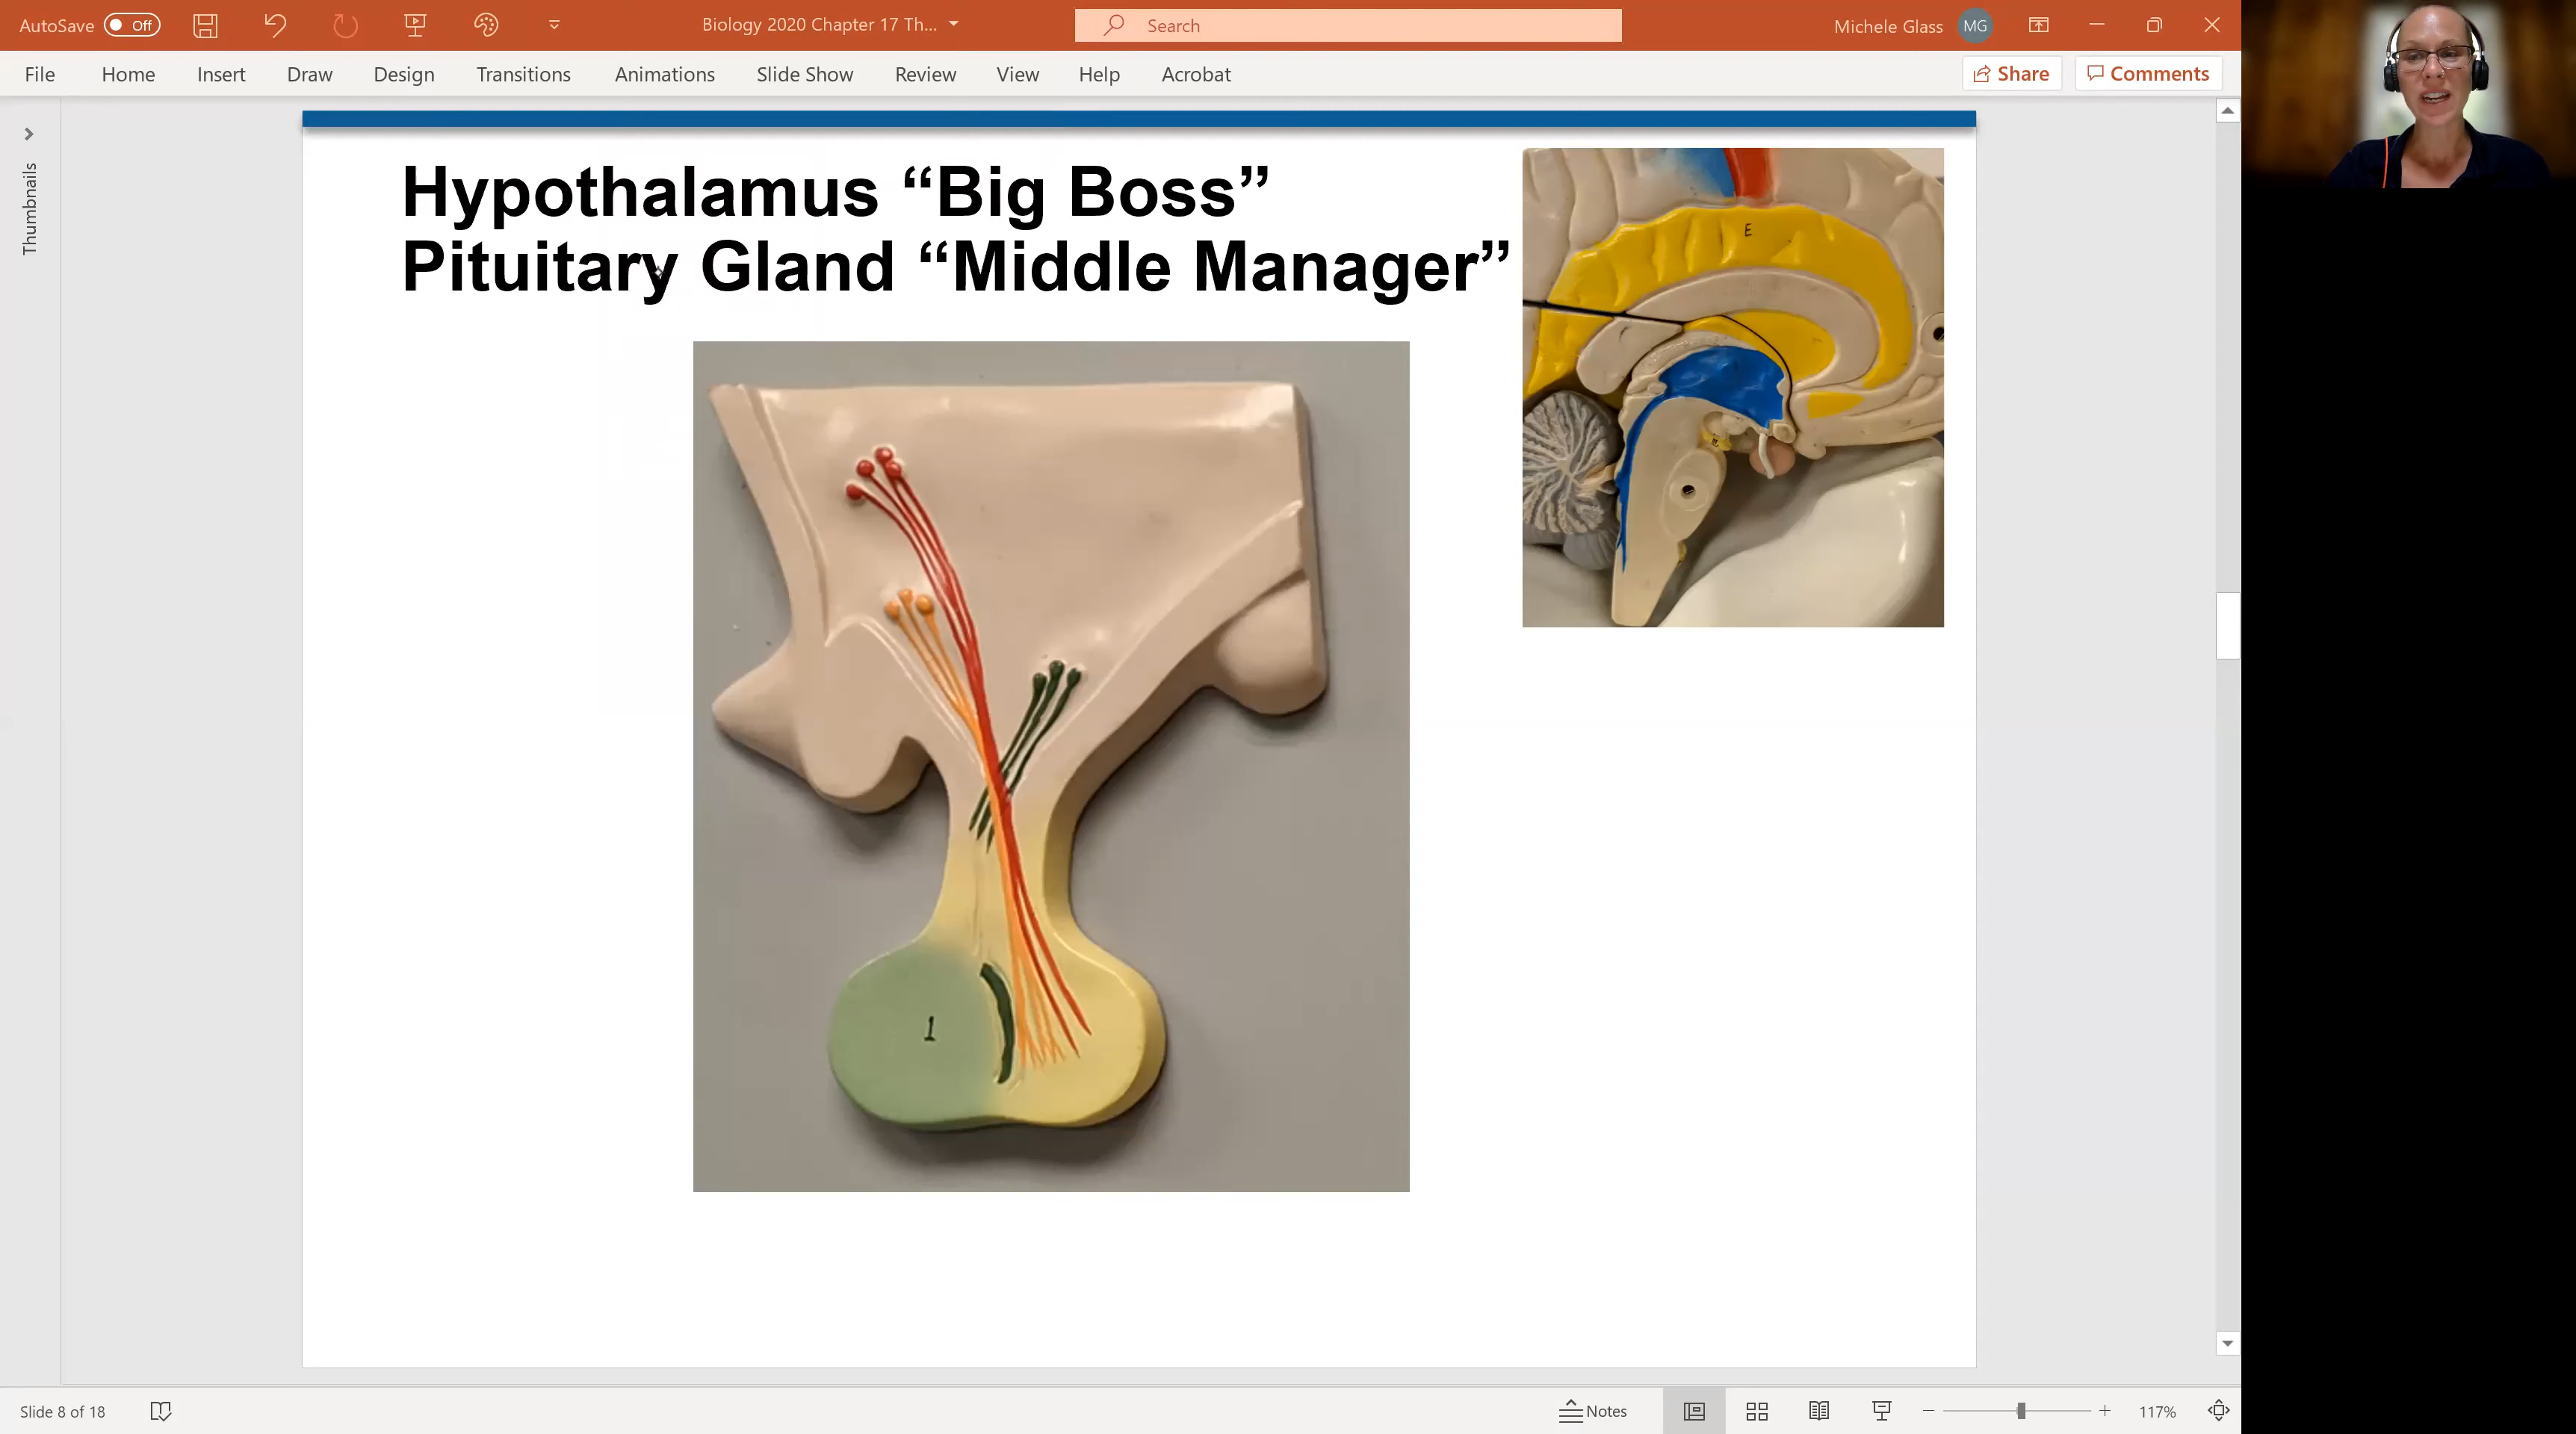 AutoSave Off
Biology 2020 Chapter 17 Th...
Search
Michele Glass MG
File Home Insert Draw Design Transitions Animations Slide Show Review View Help Acrobat
Share Comments
Thumbnails
Hypothalamus “Big Boss”
Pituitary Gland “Middle Manager”
E
1
Slide 8 of 18
Notes
117%